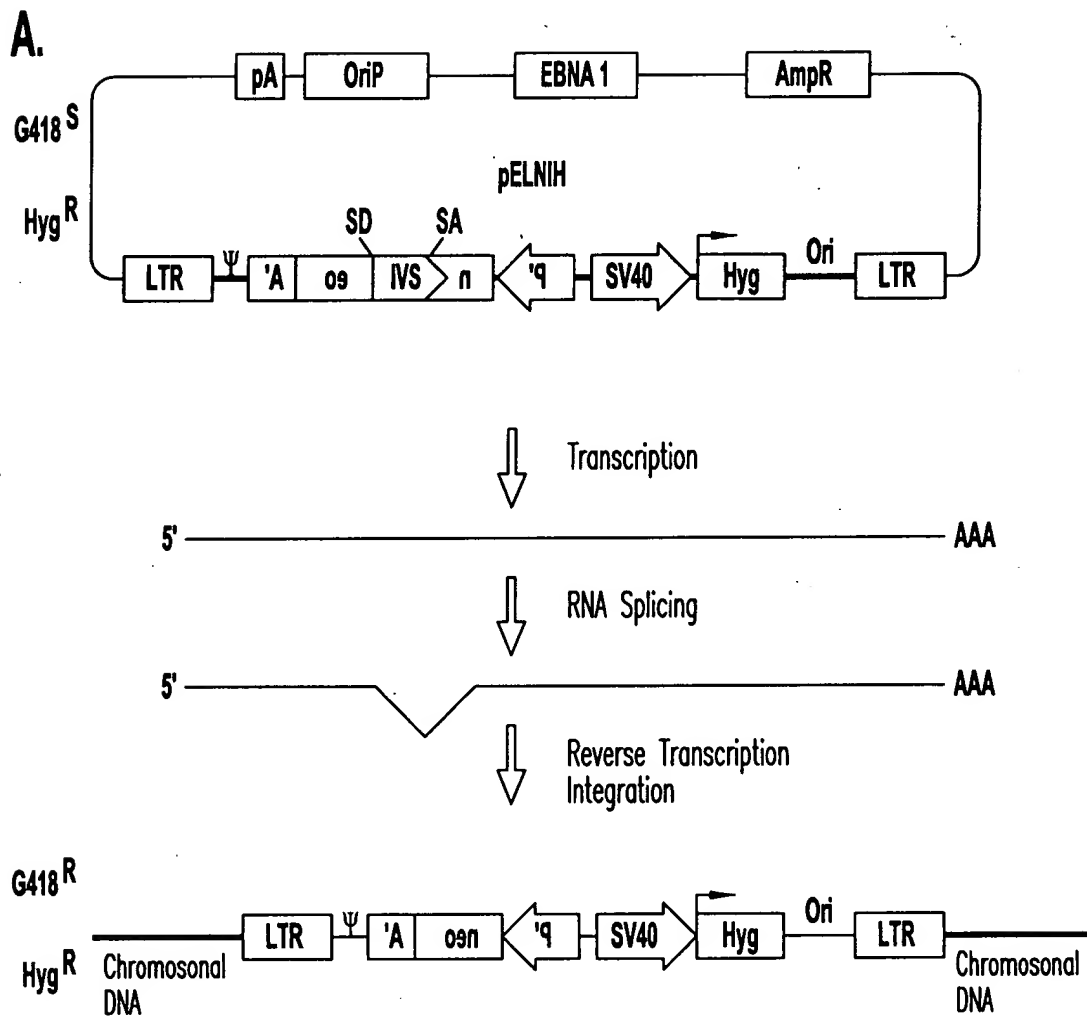 A.
pA OriP EBNA 1 AmpR
G418 S
pELNIH
Hyg R
SD SA
LTR Ψ 'A oe IVS n P' SV40 Hyg Ori LTR
Transcription
5' AAA
RNA Splicing
5' AAA
Reverse Transcription
Integration
G418 R
LTR Ψ 'A neo P' SV40 Hyg Ori LTR
Hyg R
Chromosonal
DNA
Chromosonal
DNA